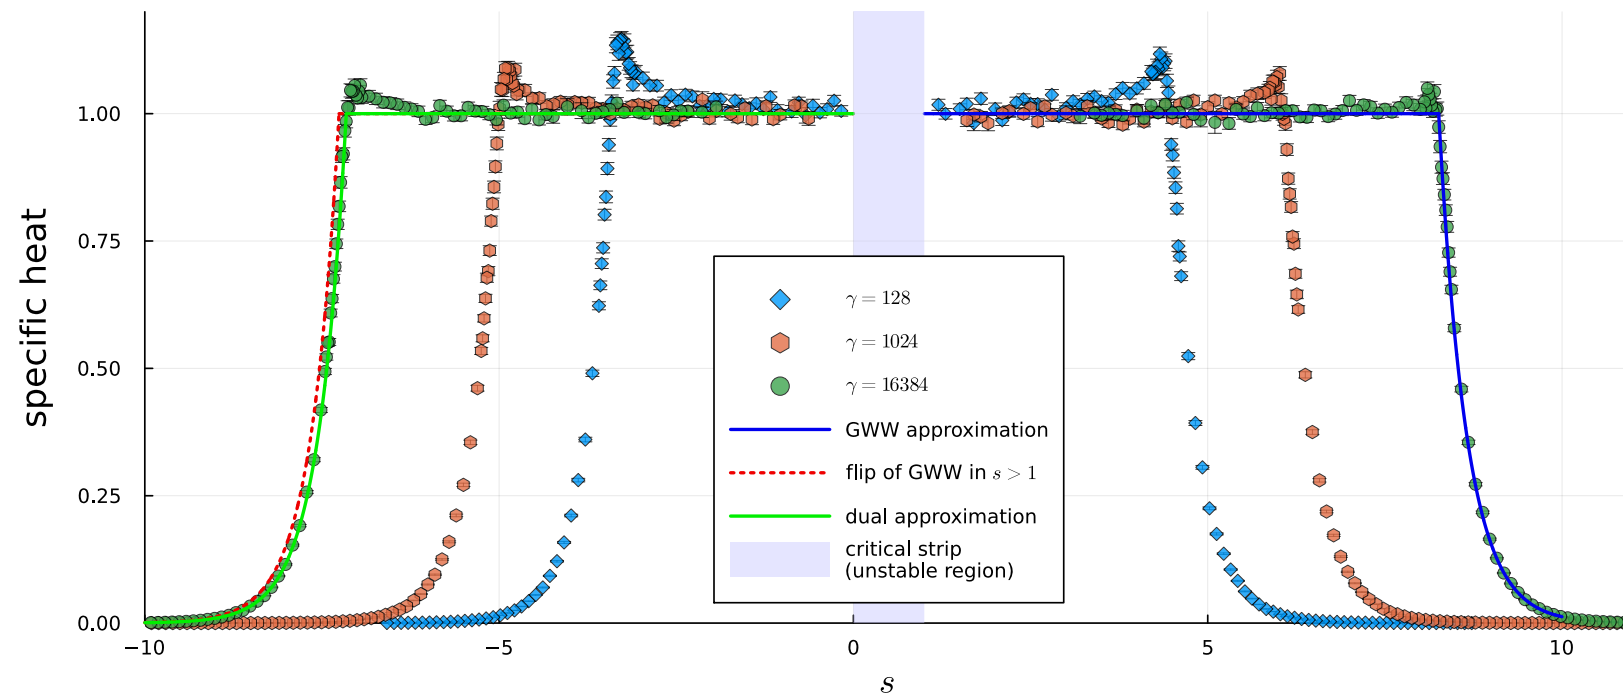 specific heat
1.00
0.75
0.50
0.25
0.00
γ = 128
γ = 1024
γ = 16384
GWW approximation
flip of GWW in s > 1
dual approximation
critical strip
(unstable region)
−10
−5
0
5
10
s